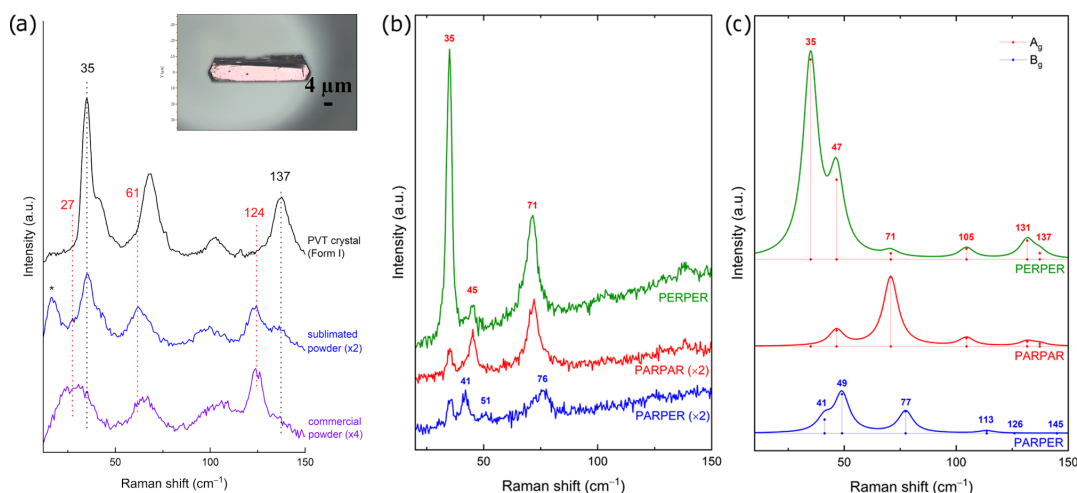 (a)
35
137
61
27
124
4 μm
PVT crystal
(Form I)
*
sublimated
powder (x2)
commercial
powder (x4)
Intensity (a.u.)
50
100
150
Raman shift (cm⁻¹)
(b)
35
71
45
PERPER
PARPAR (×2)
41
51
76
PARPER (×2)
Intensity (a.u.)
50
100
150
Raman shift (cm⁻¹)
(c)
35
A_g
B_g
47
71
105
131
137
PERPER
PARPAR
41
49
77
113
126
145
PARPER
Intensity (a.u.)
50
100
150
Raman shift (cm⁻¹)